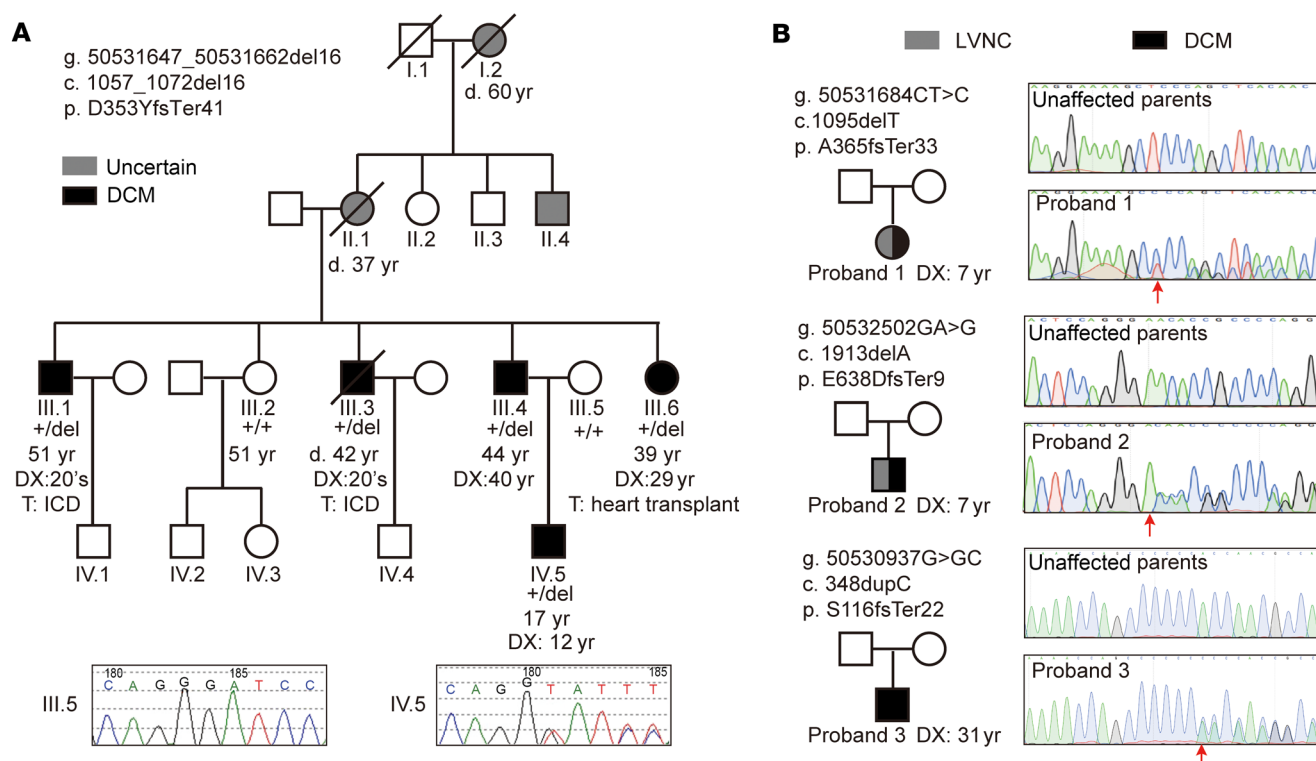 A
g. 50531647_50531662del16
c. 1057_1072del16
p. D353YfsTer41
Uncertain
DCM
I.1
I.2
d. 60 yr
II.1
II.2
II.3
II.4
d. 37 yr
III.1
III.2
III.3
III.4
III.5
III.6
+/del
+/+
+/del
+/del
+/+
+/del
51 yr
51 yr
d. 42 yr
44 yr
39 yr
DX:20's
DX:20's
DX:40 yr
DX:29yr
T: ICD
T: ICD
T: heart transplant
IV.1
IV.2
IV.3
IV.4
IV.5
+/del
17 yr
DX: 12 yr
III.5
180 185
C A G G G A T C C
IV.5
180 185
C A G G T A T T T
B
LVNC
DCM
g. 50531684CT>C
c.1095delT
p. A365fsTer33
Proband 1 DX: 7 yr
A A G G A A A A G C T C C C A G C T C A C A A C
Unaffected parents
Proband 1
g. 50532502GA>G
c. 1913delA
p. E638DfsTer9
Proband 2 DX: 7 yr
A C T C C A G G G A A C A C C G C C C C A G G
Unaffected parents
Proband 2
g. 50530937G>GC
c. 348dupC
p. S116fsTer22
Proband 3 DX: 31yr
Unaffected parents
Proband 3